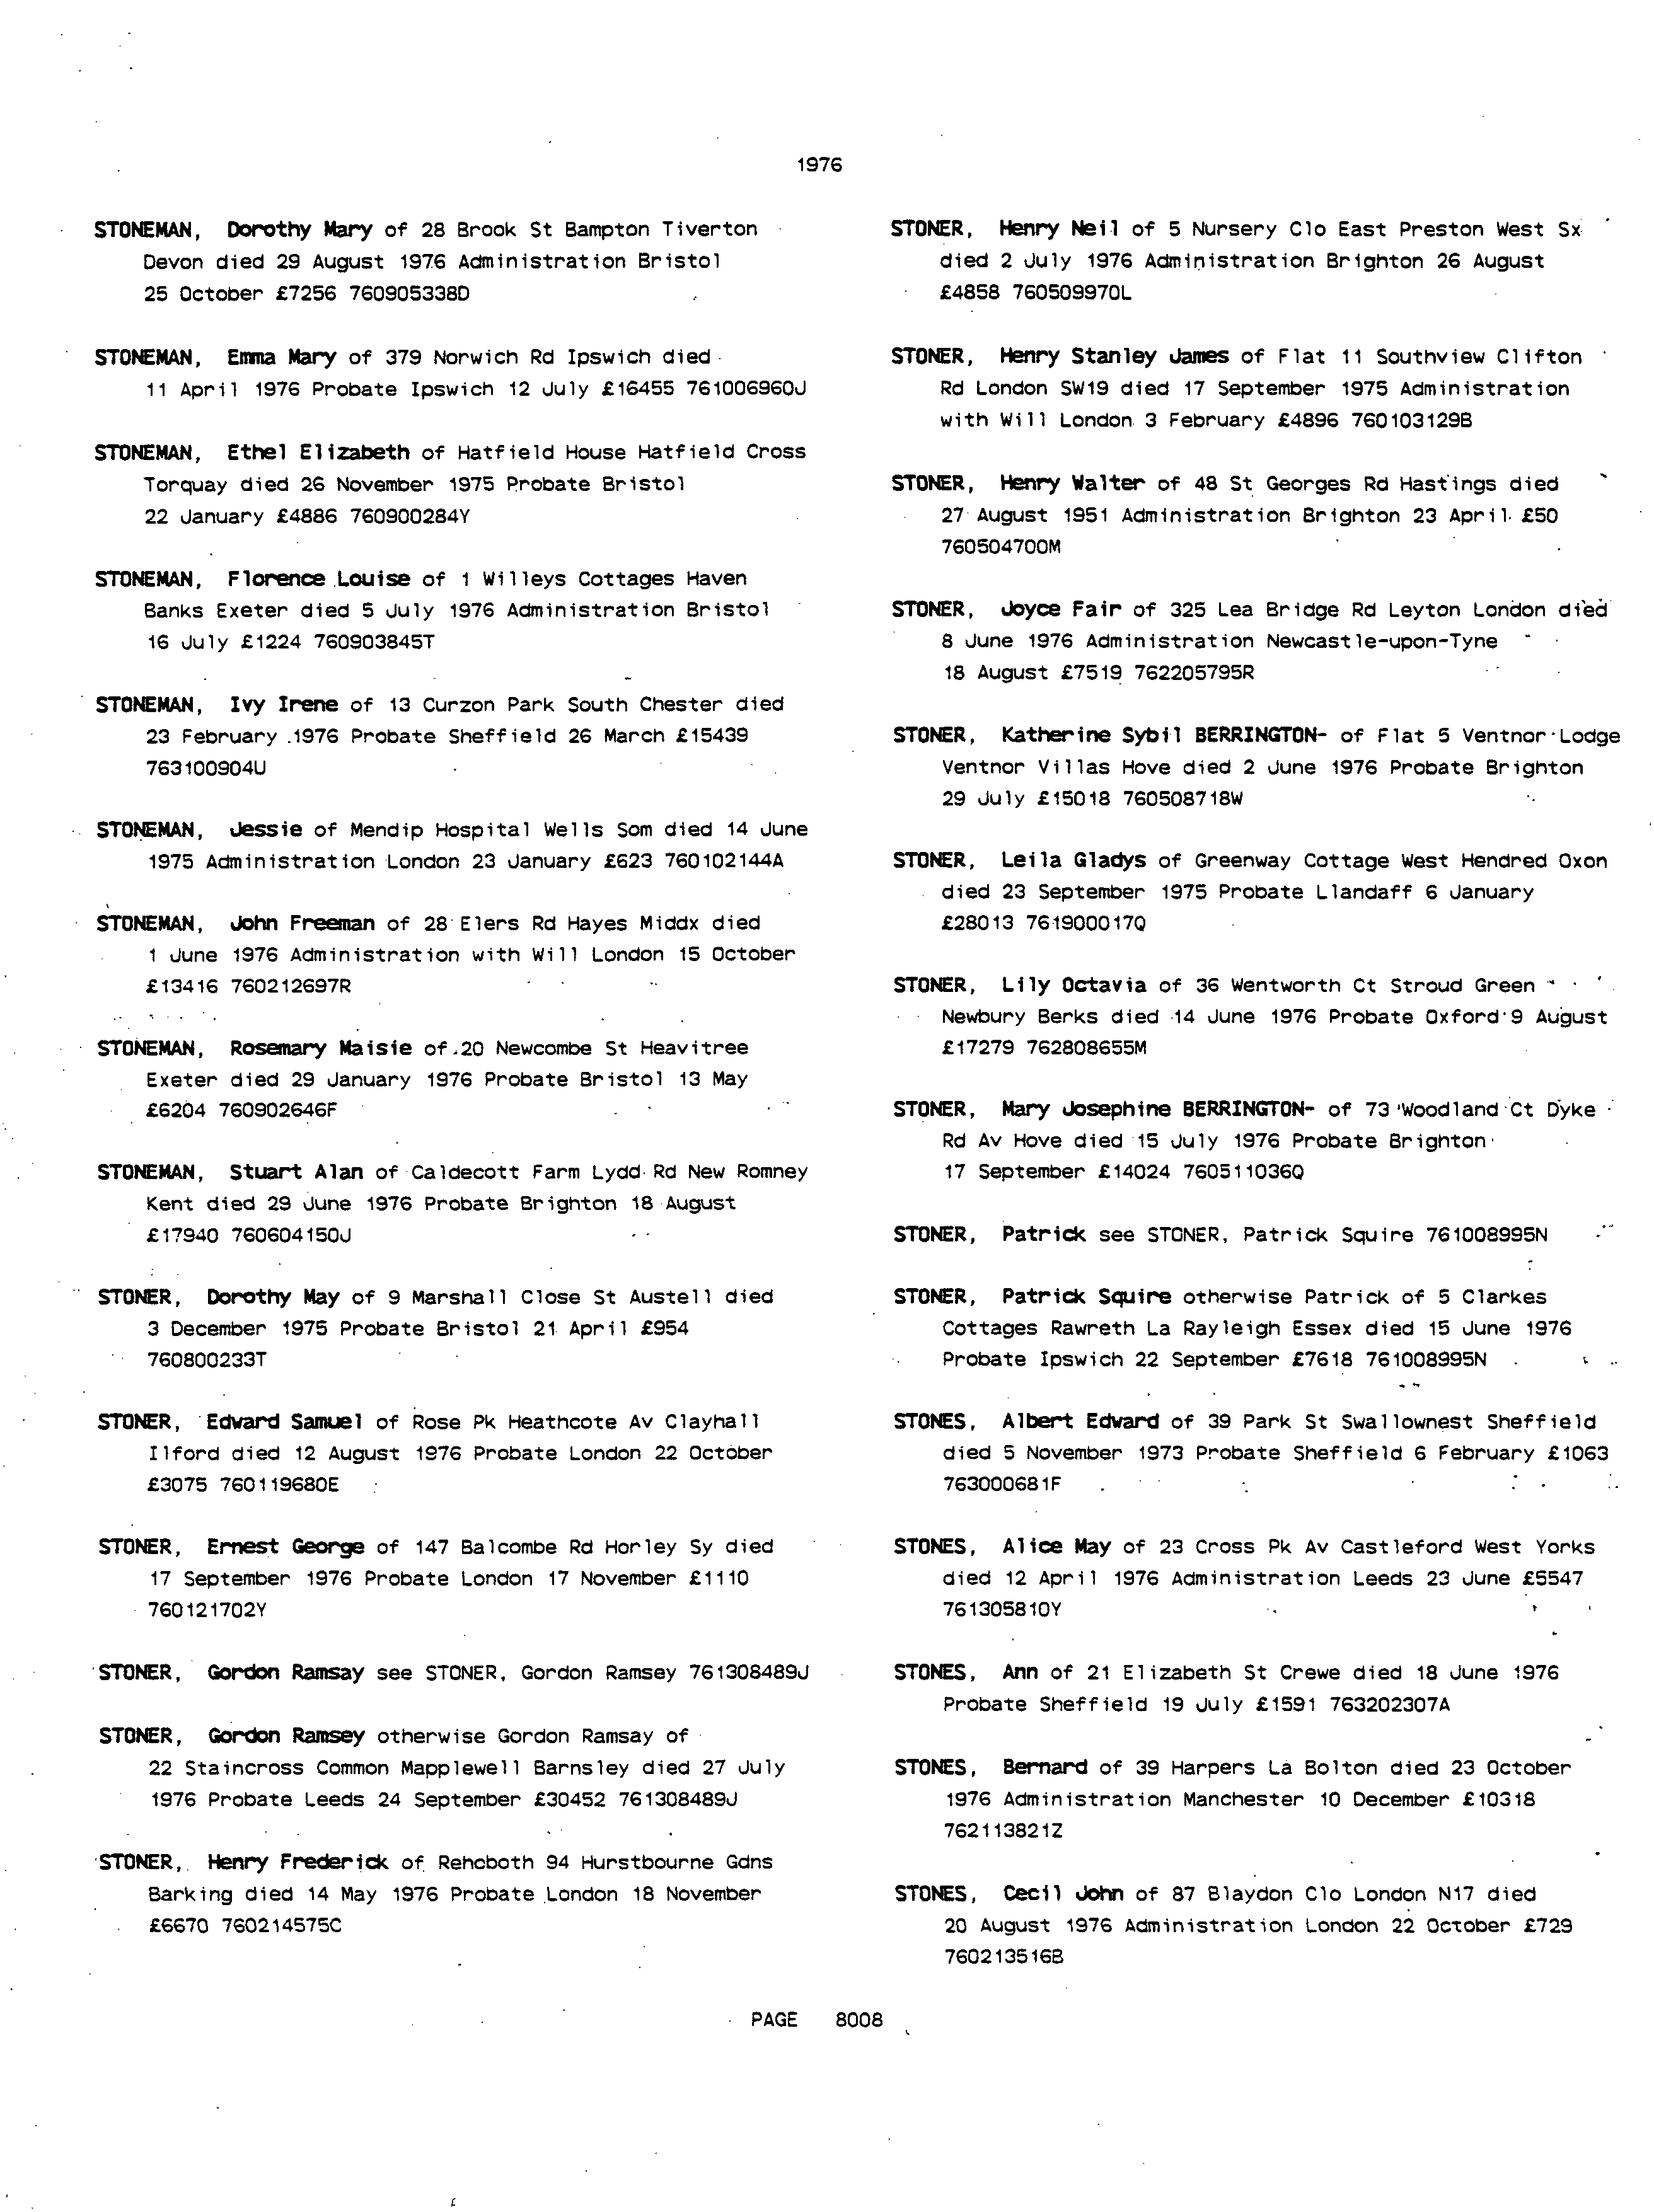 1976
STONEMAN, Dorothy Mary of 28 Brook St Bampton Tiverton
Devon died 29 August 1976 Administration Bristol
25 October £7256 760905338D
STONEMAN, Emma Mary of 379 Norwich Rd Ipswich died
11 April 1976 Probate Ipswich 12 July £16455 761006960J
STONEMAN, Ethel Elizabeth of Hatfield House Hatfield Cross
Torquay died 26 November 1975 Probate Bristol
22 January £4886 760900284Y
STONEMAN, Florence Louise of 1 Willeys Cottages Haven
Banks Exeter died 5 July 1976 Administration Bristol
16 July £1224 760903845T
STONEMAN, Ivy Irene of 13 Curzon Park South Chester died
23 February 1976 Probate Sheffield 26 March £15439
763100904U
STONEMAN, Jessie of Mendip Hospital Wells Som died 14 June
1975 Administration London 23 January £623 760102144A
STONEMAN, John Freeman of 28 Elers Rd Hayes Middx died
1 June 1976 Administration with Will London 15 October
£13416 760212697R
STONEMAN, Rosemary Maisie of 20 Newcombe St Heavitree
Exeter died 29 January 1976 Probate Bristol 13 May
£6204 760902646F
STONEMAN, Stuart Alan of Caldecott Farm Lydd Rd New Romney
Kent died 29 June 1976 Probate Brighton 18 August
£17940 760604150J
STONER, Dorothy May of 9 Marshall Close St Austell died
3 December 1975 Probate Bristol 21 April £954
760800233T
STONER, Edward Samuel of Rose Pk Heathcote Av Clayhall
Ilford died 12 August 1976 Probate London 22 October
£3075 760119680E
STONER, Ernest George of 147 Balcombe Rd Horley Sy died
17 September 1976 Probate London 17 November £1110
760121702Y
STONER, Gordon Ramsay see STONER, Gordon Ramsey 761308489J
STONER, Gordon Ramsey otherwise Gordon Ramsay of
22 Staincross Common Mapplewell Barnsley died 27 July
1976 Probate Leeds 24 September £30452 761308489J
STONER, Henry Frederick of Rehoboth 94 Hurstbourne Gdns
Barking died 14 May 1976 Probate London 18 November
£6670 760214575C
STONER, Henry Neil of 5 Nursery Clo East Preston West Sx
died 2 July 1976 Administration Brighton 26 August
£4858 760509970L
STONER, Henry Stanley James of Flat 11 Southview Clifton
Rd London SW19 died 17 September 1975 Administration
with Will London 3 February £4896 760103129B
STONER, Henry Walter of 48 St Georges Rd Hastings died
27 August 1951 Administration Brighton 23 April £50
760504700M
STONER, Joyce Fair of 325 Lea Bridge Rd Leyton London died
8 June 1976 Administration Newcastle-upon-Tyne
18 August £7519 762205795R
STONER, Katherine Sybil BERRINGTON- of Flat 5 Ventnor Lodge
Ventnor Villas Hove died 2 June 1976 Probate Brighton
29 July £15018 760508718W
STONER, Leila Gladys of Greenway Cottage West Hendred Oxon
died 23 September 1975 Probate Llandaff 6 January
£28013 761900017Q
STONER, Lily Octavia of 36 Wentworth Ct Stroud Green
Newbury Berks died 14 June 1976 Probate Oxford 9 August
£17279 762808655M
STONER, Mary Josephine BERRINGTON- of 73 Woodland Ct Dyke
Rd Av Hove died 15 July 1976 Probate Brighton
17 September £14024 760511036Q
STONER, Patrick see STONER, Patrick Squire 761008995N
STONER, Patrick Squire otherwise Patrick of 5 Clarkes
Cottages Rawreth La Rayleigh Essex died 15 June 1976
Probate Ipswich 22 September £7618 761008995N
STONES, Albert Edward of 39 Park St Swallownest Sheffield
died 5 November 1973 Probate Sheffield 6 February £1063
763000681F
STONES, Alice May of 23 Cross Pk Av Castleford West Yorks
died 12 April 1976 Administration Leeds 23 June £5547
761305810Y
STONES, Ann of 21 Elizabeth St Crewe died 18 June 1976
Probate Sheffield 19 July £1591 763202307A
STONES, Bernard of 39 Harpers La Bolton died 23 October
1976 Administration Manchester 10 December £10318
762113821Z
STONES, Cecil John of 87 Blaydon Clo London N17 died
20 August 1976 Administration London 22 October £729
760213516B
PAGE 8008